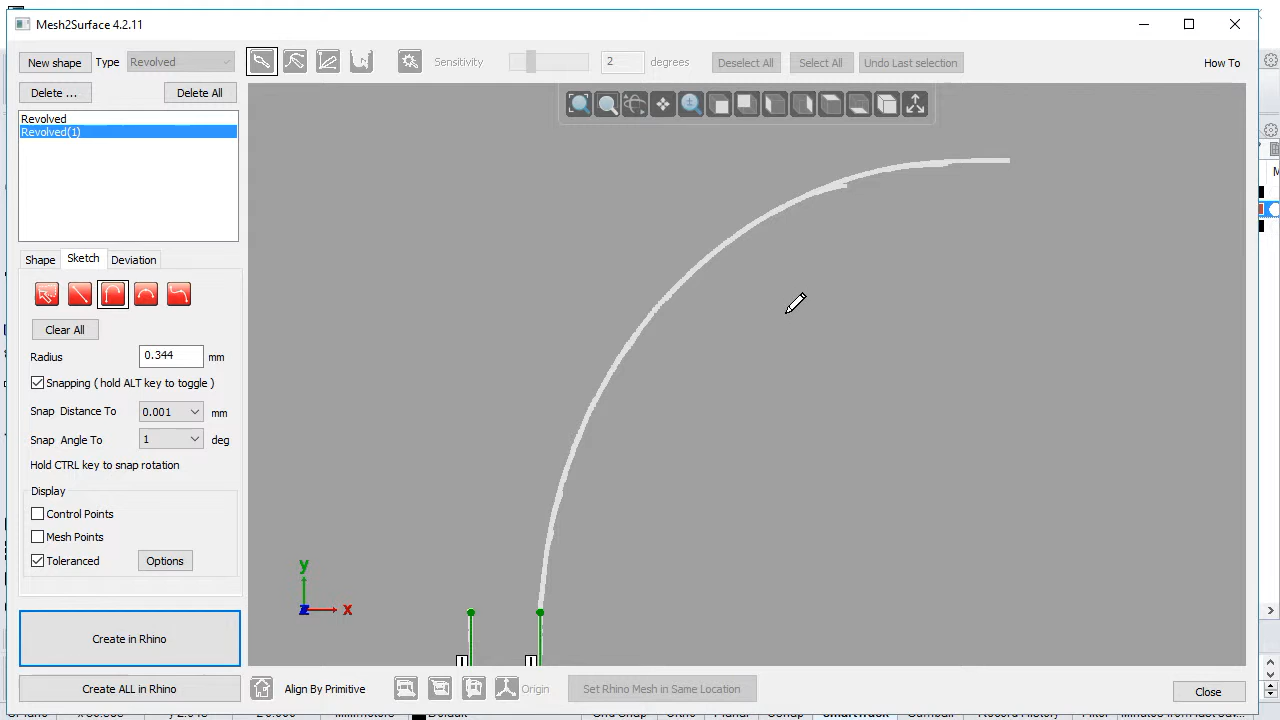 Mesh2Surface 4.2.11
New shape Type Revolved Sensitivity 2 degrees Deselect All Select All Undo Last selection How To
Delete ... Delete All
Revolved
Revolved(1)
Shape Sketch Deviation
Clear All
Radius 0.344 mm
Snapping ( hold ALT key to toggle )
Snap Distance To 0.001 mm
Snap Angle To 1 deg
Hold CTRL key to snap rotation
Display
Control Points
Mesh Points
Toleranced Options
y
z x
Create in Rhino
Create ALL in Rhino Align By Primitive Origin Set Rhino Mesh in Same Location Close